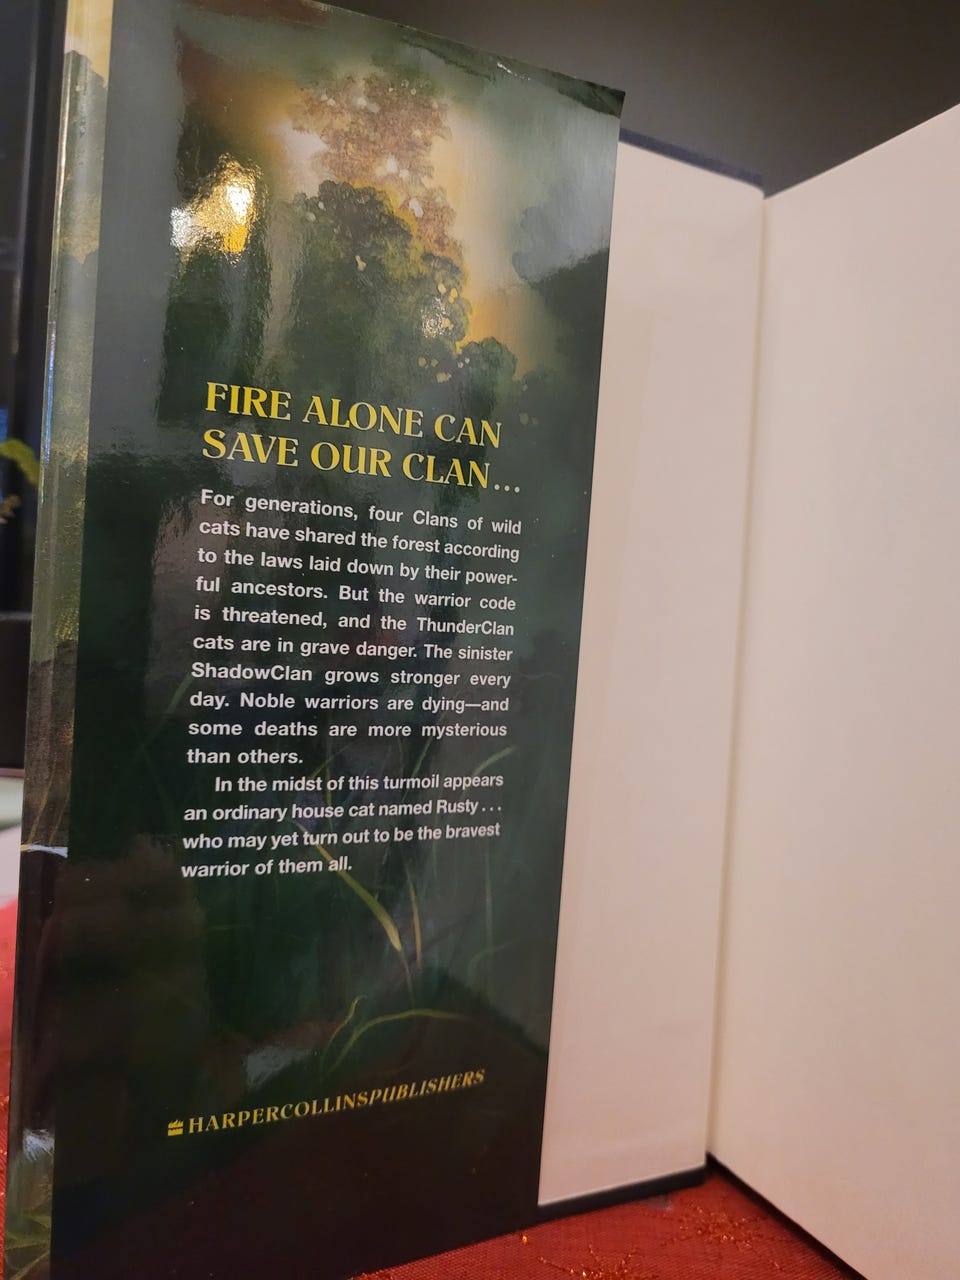 FIRE ALONE CAN
SAVE OUR CLAN...
For generations, four Clans of wild
cats have shared the forest according
to the laws laid down by their power-
ful ancestors. But the warrior code
is threatened, and the ThunderClan
cats are in grave danger. The sinister
ShadowClan grows stronger every
day. Noble warriors are dying—and
some deaths are more mysterious
than others.
In the midst of this turmoil appears
an ordinary house cat named Rusty . . .
who may yet turn out to be the bravest
warrior of them all.
HARPERCOLLINSPUBLISHERS